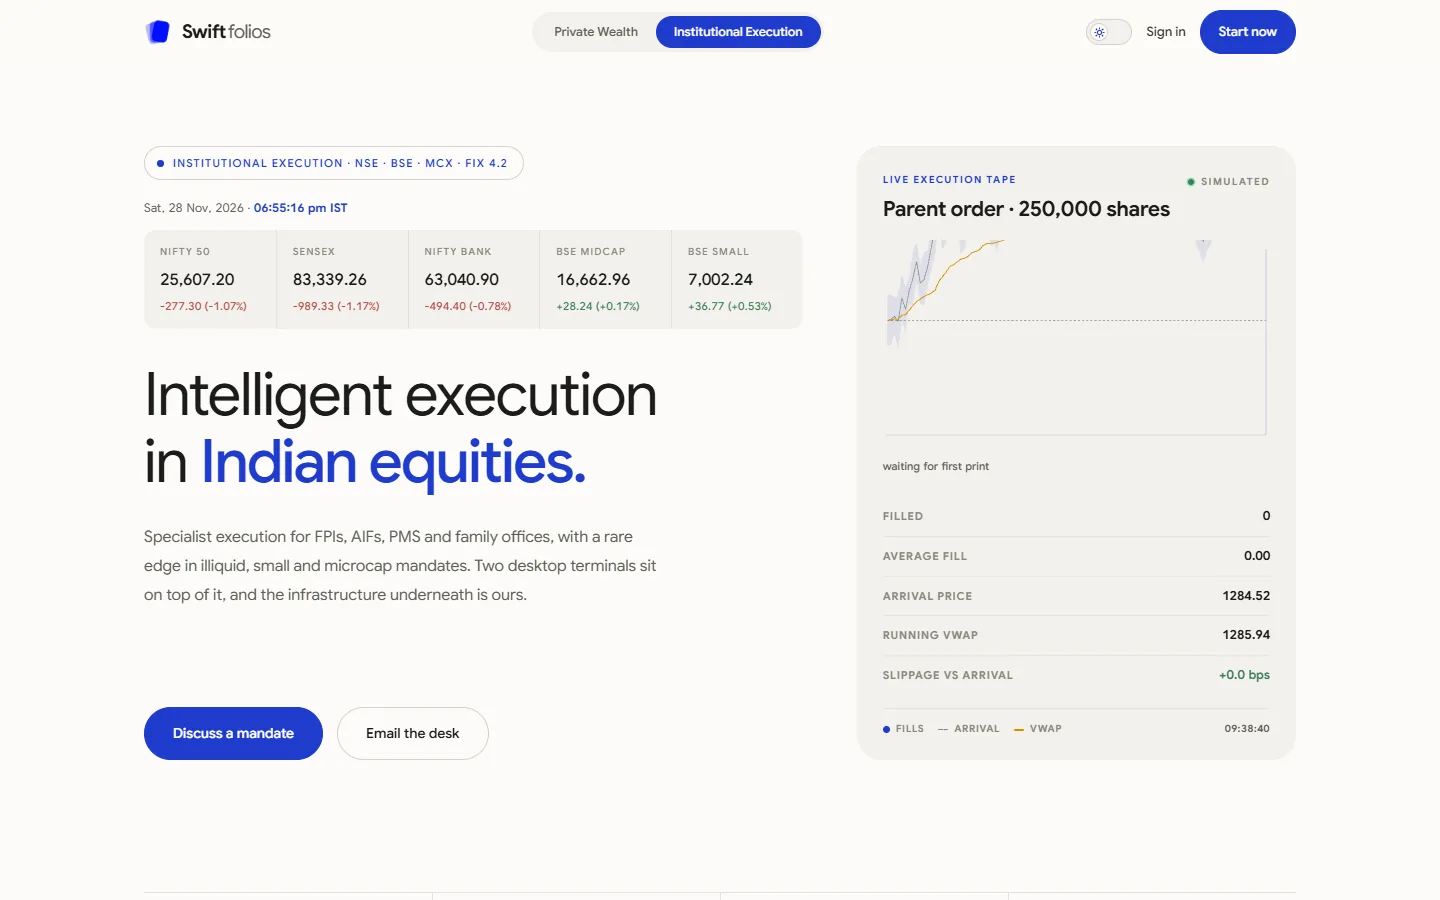 Swiftfolios
Private Wealth
Institutional Execution
Sign in
Start now
INSTITUTIONAL EXECUTION · NSE · BSE · MCX · FIX 4.2
Sat, 28 Nov, 2026 · 06:55:16 pm IST
NIFTY 50
25,607.20
-277.30 (-1.07%)
SENSEX
83,339.26
-989.33 (-1.17%)
NIFTY BANK
63,040.90
-494.40 (-0.78%)
BSE MIDCAP
16,662.96
+28.24 (+0.17%)
BSE SMALL
7,002.24
+36.77 (+0.53%)
Intelligent execution
in Indian equities.
Specialist execution for FPIs, AIFs, PMS and family offices, with a rare
edge in illiquid, small and microcap mandates. Two desktop terminals sit
on top of it, and the infrastructure underneath is ours.
Discuss a mandate
Email the desk
LIVE EXECUTION TAPE
SIMULATED
Parent order · 250,000 shares
waiting for first print
FILLED 0
AVERAGE FILL 0.00
ARRIVAL PRICE 1284.52
RUNNING VWAP 1285.94
SLIPPAGE VS ARRIVAL +0.0 bps
FILLS ARRIVAL VWAP 09:38:40